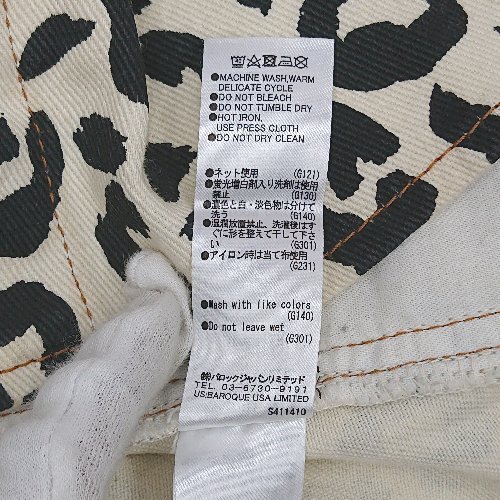 ●MACHINE WASH,WARM
DELICATE CYCLE
●DO NOT BLEACH
●DO NOT TUMBLE DRY
●HOT IRON,
USE PRESS CLOTH
●DO NOT DRY CLEAN
●ネット使用 (G121)
●蛍光増白剤入り洗剤は使用
禁止 (G130)
●濃色と白・淡色物は分けて
洗う (G140)
●湿潤放置禁止、洗濯後はす
ぐに形を整えて干して下さ
い (G301)
●アイロン時は当て布使用
(G231)
●Wash with like colors
(G140)
●Do not leave wet
(G301)
㈱バロックジャパンリミテッド
TEL. 03-6730-9191
US:BAROQUE USA LIMITED
S411410